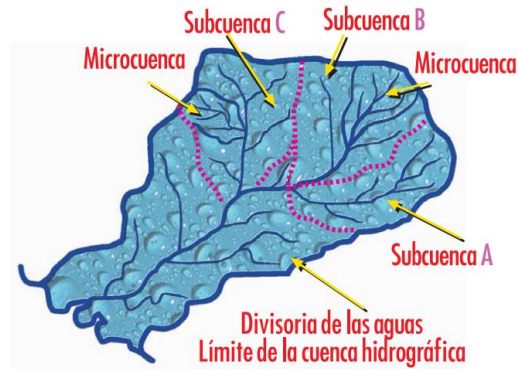 Subcuenca C
Subcuenca B
Microcuenca
Microcuenca
Subcuenca A
Divisoria de las aguas
Límite de la cuenca hidrográfica